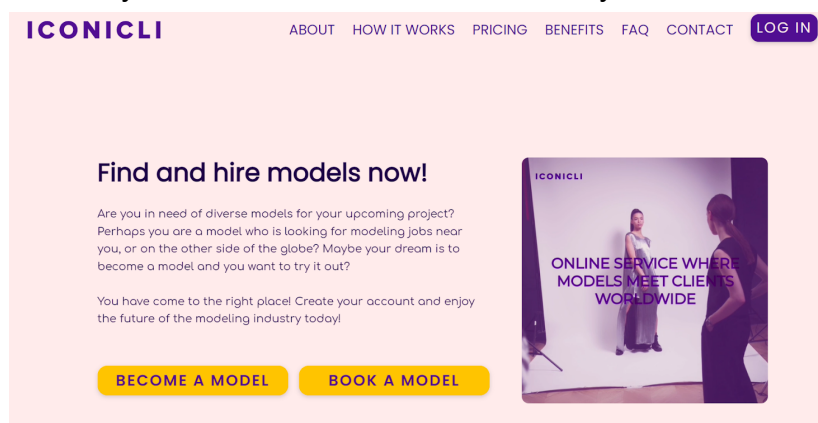 ICONICLI
ABOUT HOW IT WORKS PRICING BENEFITS FAQ CONTACT LOG IN
Find and hire models now!
Are you in need of diverse models for your upcoming project?
Perhaps you are a model who is looking for modeling jobs near
you, or on the other side of the globe? Maybe your dream is to
become a model and you want to try it out?
You have come to the right place! Create your account and enjoy
the future of the modeling industry today!
BECOME A MODEL BOOK A MODEL
ICONICLI
ONLINE SERVICE WHERE
MODELS MEET CLIENTS
WORLDWIDE